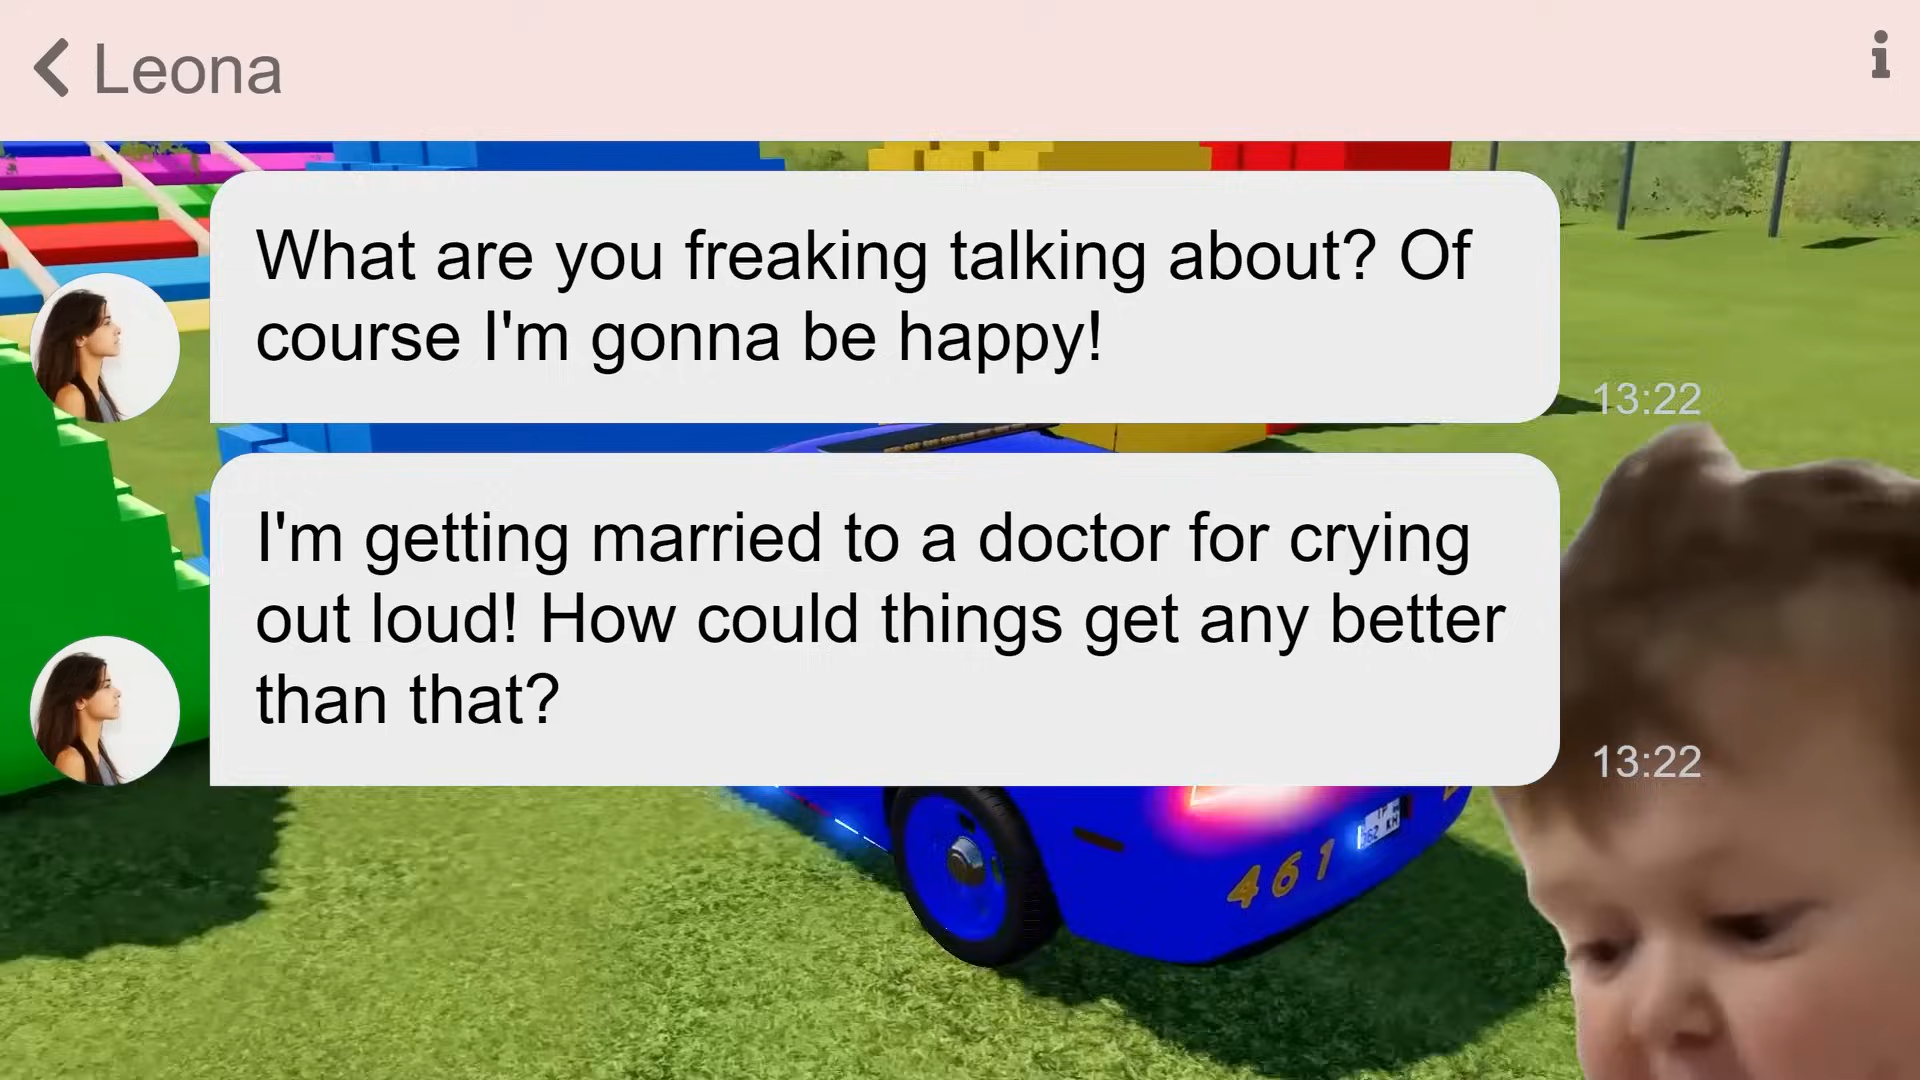 Leona
What are you freaking talking about? Of
course I'm gonna be happy!
13:22
I'm getting married to a doctor for crying
out loud! How could things get any better
than that?
13:22
461